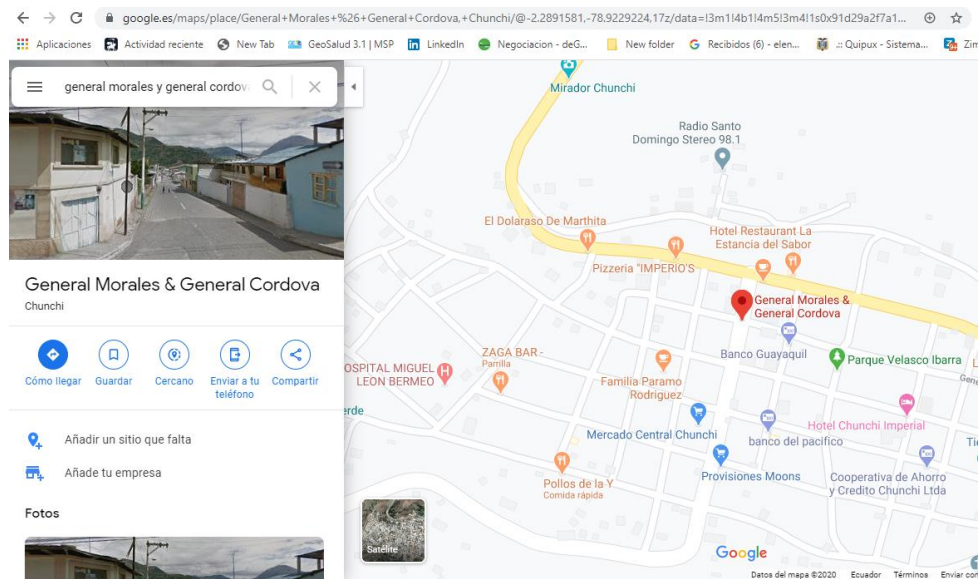 google.es/maps/place/General+Morales+%26+General+Cordova,+Chunchi/@-2.2891581,-78.9229224,17z/data=!3m1!4b1!4m5!3m4!1s0x91d29a2f7a1...
Aplicaciones Actividad reciente New Tab GeoSalud 3.1 | MSP LinkedIn Negociacion - deG... New folder Recibidos (6) - elen... .:: Quipux - Sistema... Zim
general morales y general cordov
General Morales & General Cordova
Chunchi
Cómo llegar
Guardar
Cercano
Enviar a tu
teléfono
Compartir
Añadir un sitio que falta
Añade tu empresa
Fotos
Mirador Chunchi
Radio Santo
Domingo Stereo 98.1
El Dolaraso De Marthita
Hotel Restaurant La
Estancia del Sabor
Pizzeria "IMPERIO'S
General Morales &
General Cordova
Banco Guayaquil
Parque Velasco Ibarra
ZAGA BAR -
Parrilla
OSPITAL MIGUEL
LEON BERMEO
Familia Paramo
Rodriguez
erde
Hotel Chunchi Imperial
Mercado Central Chunchi
banco del pacifico
Provisiones Moons
Cooperativa de Ahorro
y Credito Chunchi Ltda
Pollos de la Y
Comida rápida
Satélite
Google
Datos del mapa ©2020 Ecuador Términos Enviar con